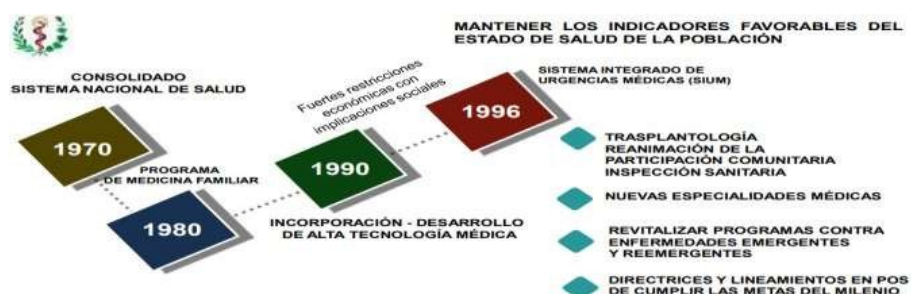 MANTENER LOS INDICADORES FAVORABLES DEL
ESTADO DE SALUD DE LA POBLACIÓN
CONSOLIDADO
SISTEMA NACIONAL DE SALUD
1970
PROGRAMA
DE MEDICINA FAMILIAR
1980
Fuertes restricciones
económicas con
implicaciones sociales
1990
INCORPORACIÓN - DESARROLLO
DE ALTA TECNOLOGÍA MÉDICA
1996
SISTEMA INTEGRADO DE
URGENCIAS MÉDICAS (SIUM)
TRASPLANTOLOGÍA
REANIMACIÓN DE LA
PARTICIPACIÓN COMUNITARIA
INSPECCIÓN SANITARIA
NUEVAS ESPECIALIDADES MÉDICAS
REVITALIZAR PROGRAMAS CONTRA
ENFERMEDADES EMERGENTES
Y REEMERGENTES
DIRECTRICES Y LINEAMIENTOS EN POS
DE CUMPLIR LAS METAS DEL MILENIO